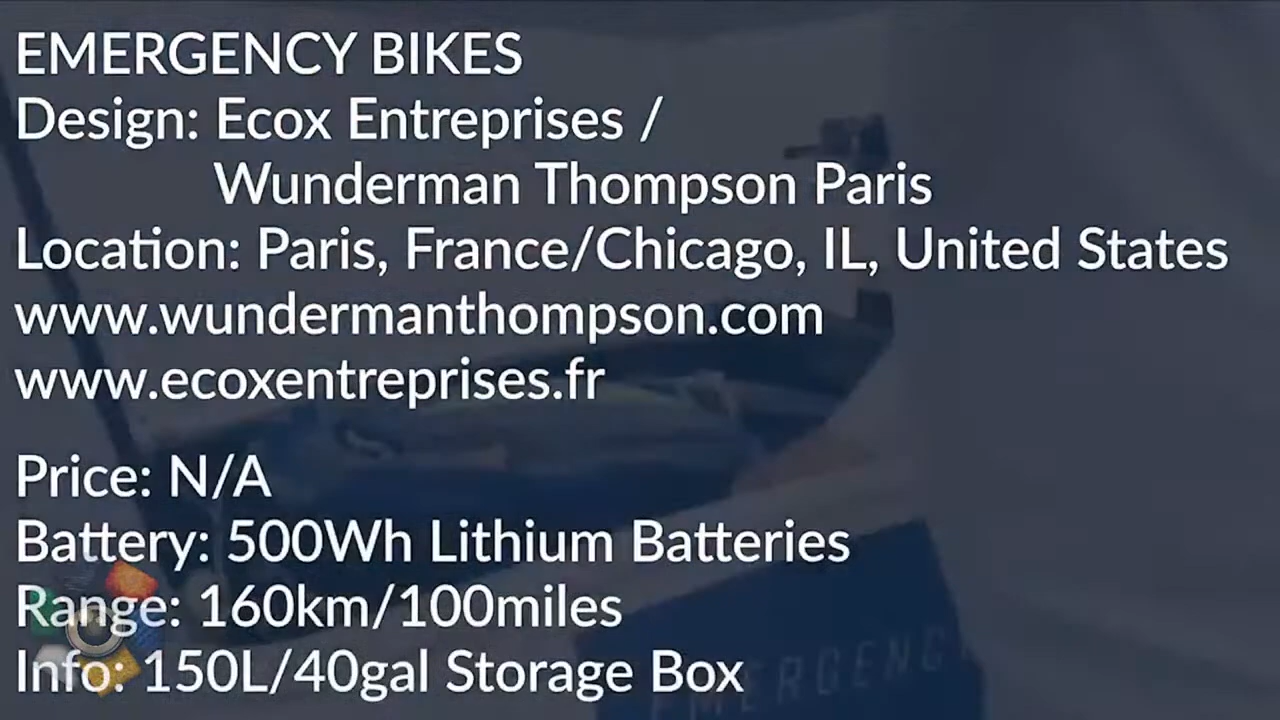 EMERGENCY BIKES
Design: Ecox Entreprises /
Wunderman Thompson Paris
Location: Paris, France/Chicago, IL, United States
www.wundermanthompson.com
www.ecoxentreprises.fr
Price: N/A
Battery: 500Wh Lithium Batteries
Range: 160km/100miles
Info: 150L/40gal Storage Box
EMERGENC